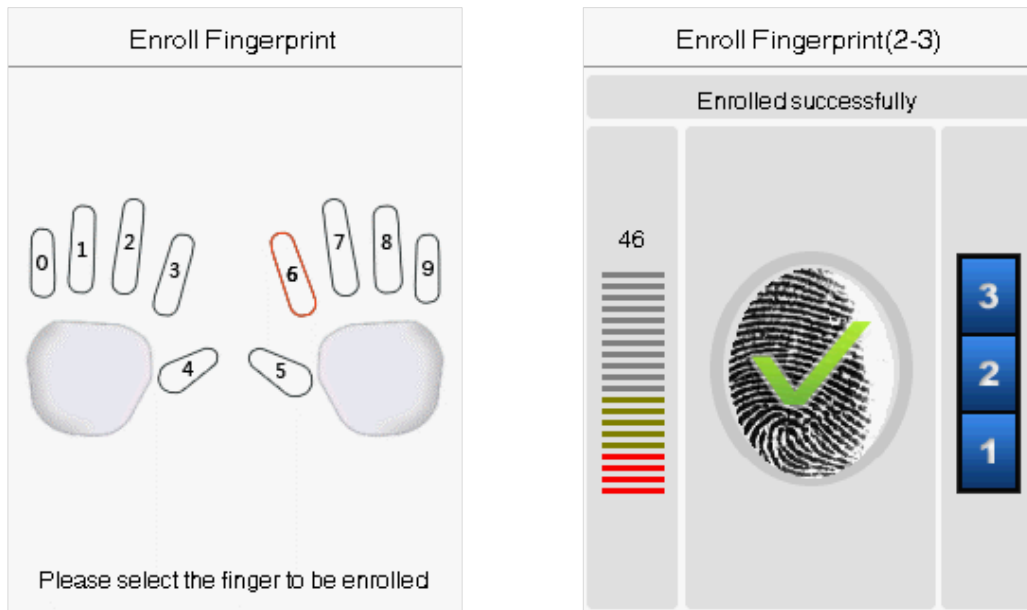 Enroll Fingerprint
0 1 2 3 6 7 8 9
4 5
Please select the finger to be enrolled
Enroll Fingerprint(2-3)
Enrolled successfully
46
3
2
1